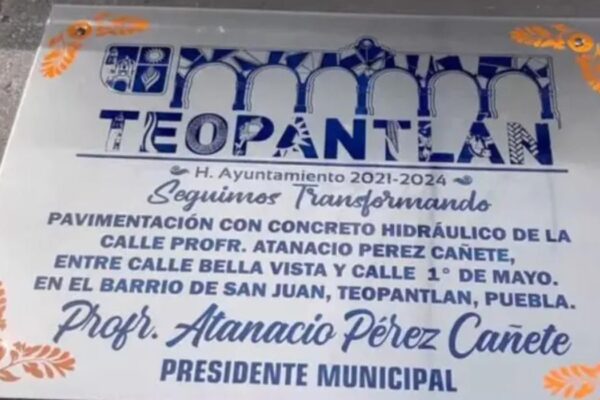 TEOPANTLÁN
H. Ayuntamiento 2021-2024
Seguimos Transformando
PAVIMENTACIÓN CON CONCRETO HIDRÁULICO DE LA
CALLE PROFR. ATANACIO PEREZ CAÑETE,
ENTRE CALLE BELLA VISTA Y CALLE 1° DE MAYO.
EN EL BARRIO DE SAN JUAN, TEOPANTLAN, PUEBLA.
Profr. Atanacio Pérez Cañete
PRESIDENTE MUNICIPAL